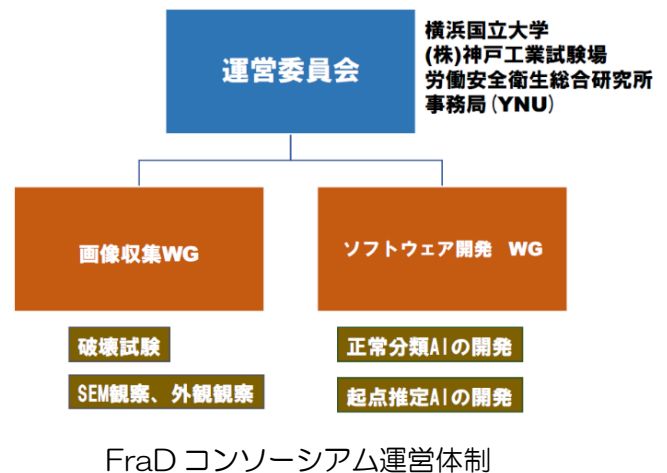 運営委員会
横浜国立大学
(株)神戸工業試験場
労働安全衛生総合研究所
事務局(YNU)
画像収集WG
ソフトウェア開発 WG
破壊試験
SEM観察、外観観察
正常分類AIの開発
起点推定AIの開発
FraD コンソーシアム運営体制